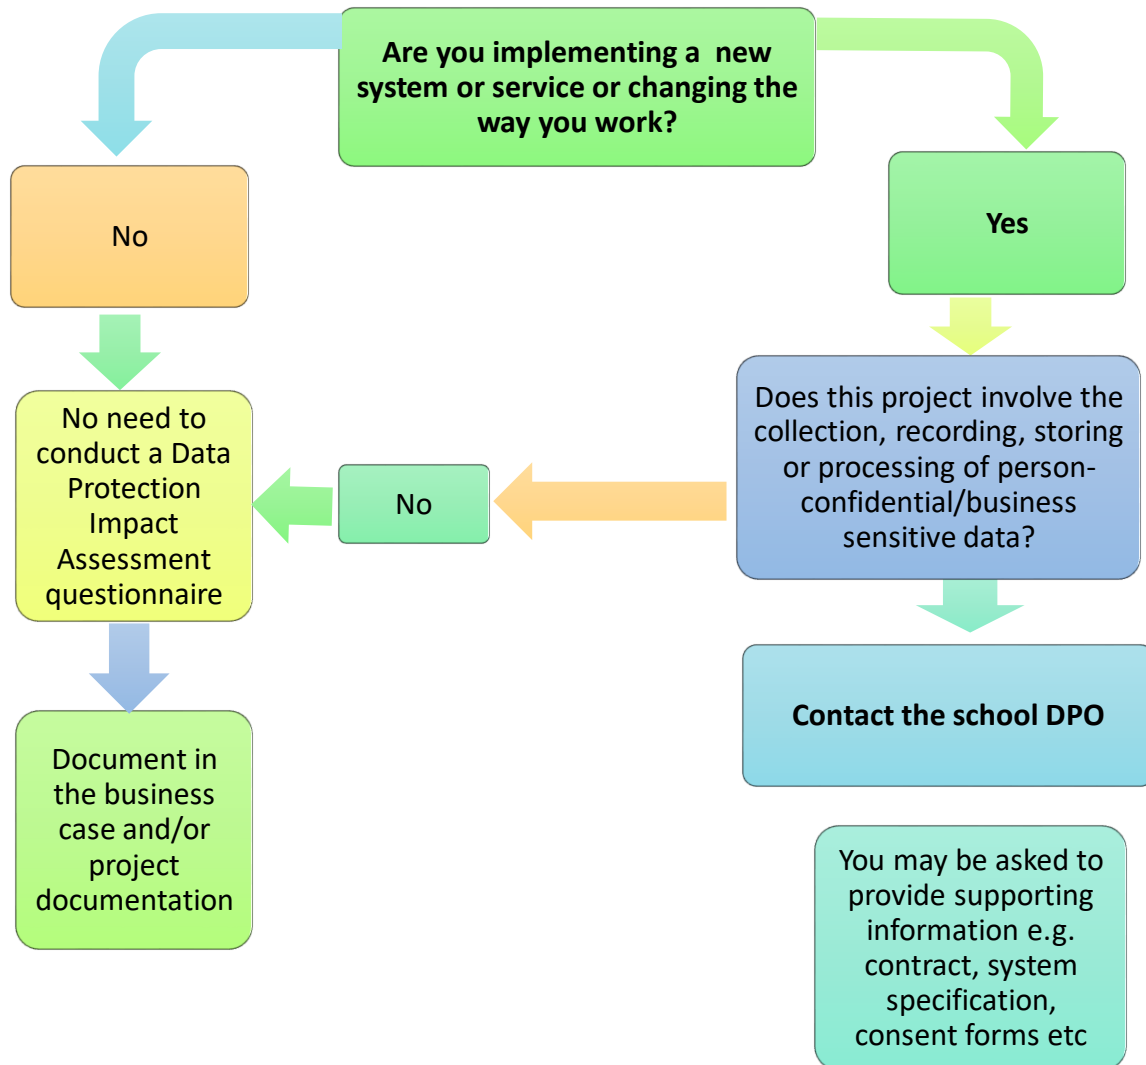 Are you implementing a  new
system or service or changing the
way you work?
No
Yes
No need to
conduct a Data
Protection
Impact
Assessment
questionnaire
No
Does this project involve the
collection, recording, storing
or processing of person-
confidential/business
sensitive data?
Contact the school DPO
Document in
the business
case and/or
project
documentation
You may be asked to
provide supporting
information e.g.
contract, system
specification,
consent forms etc